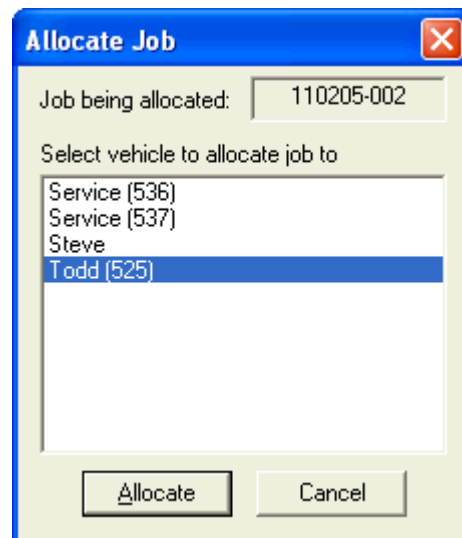 Allocate Job
Job being allocated: 110205-002
Select vehicle to allocate job to
Service (536)
Service (537)
Steve
Todd (525)
Allocate Cancel